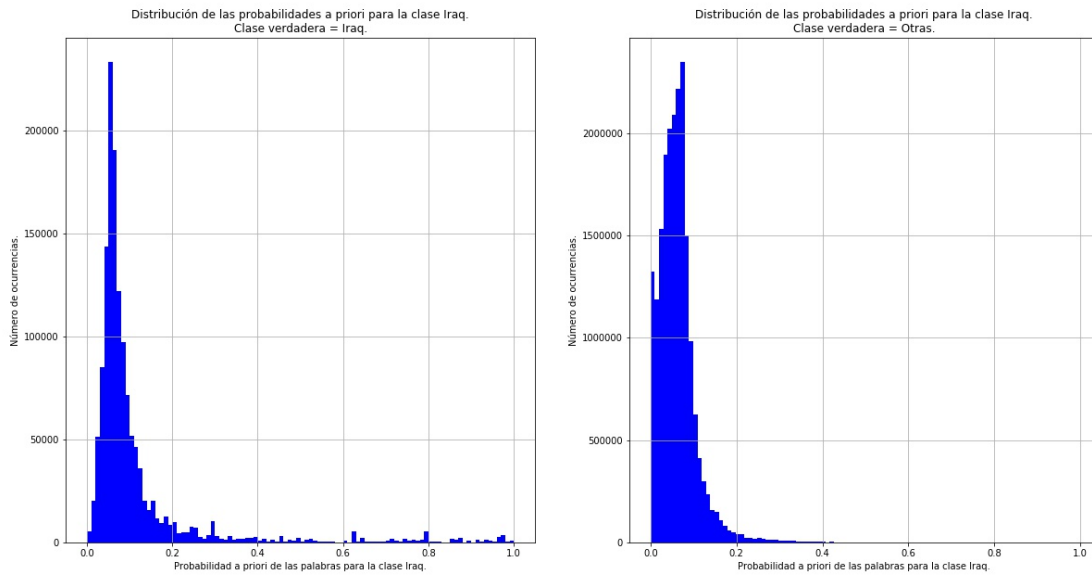 Distribución de las probabilidades a priori para la clase Iraq.
Clase verdadera = Iraq.
Número de ocurrencias.
200000
150000
100000
50000
0
0.0 0.2 0.4 0.6 0.8 1.0
Probabilidad a priori de las palabras para la clase Iraq.
Distribución de las probabilidades a priori para la clase Iraq.
Clase verdadera = Otras.
Número de ocurrencias.
2000000
1500000
1000000
500000
0
0.0 0.2 0.4 0.6 0.8 1.0
Probabilidad a priori de las palabras para la clase Iraq.